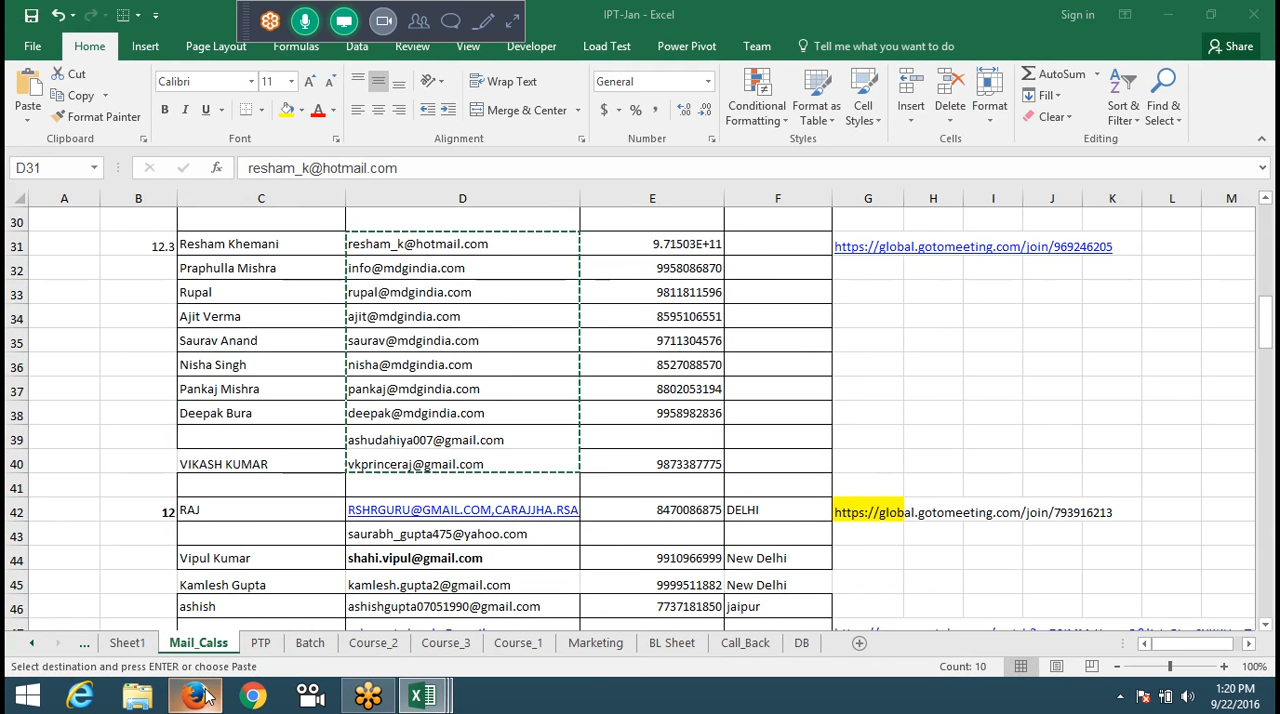 IPT-Jan - Excel
Sign in
File Home Insert Page Layout Formulas Data Review View Developer Load Test Power Pivot Team Tell me what you want to do Share
Paste Cut Copy Format Painter Clipboard
Calibri 11 B I U A Font
Wrap Text Merge & Center Alignment
General $ % , Number
Conditional Formatting Format as Table Cell Styles Styles
Insert Delete Format Cells
AutoSum Fill Clear Sort & Filter Find & Select Editing
D31 fx resham_k@hotmail.com
A B C D E F G H I J K L M
30
31 12.3 Resham Khemani resham_k@hotmail.com 9.71503E+11 https://global.gotomeeting.com/join/969246205
32 Praphulla Mishra info@mdgindia.com 9958086870
33 Rupal rupal@mdgindia.com 9811811596
34 Ajit Verma ajit@mdgindia.com 8595106551
35 Saurav Anand saurav@mdgindia.com 9711304576
36 Nisha Singh nisha@mdgindia.com 8527088570
37 Pankaj Mishra pankaj@mdgindia.com 8802053194
38 Deepak Bura deepak@mdgindia.com 9958982836
39 ashudahiya007@gmail.com
40 VIKASH KUMAR vkprinceraj@gmail.com 9873387775
41
42 12 RAJ RSHRGURU@GMAIL.COM,CARAJJHA.RSA 8470086875 DELHI https://global.gotomeeting.com/join/793916213
43 saurabh_gupta475@yahoo.com
44 Vipul Kumar shahi.vipul@gmail.com 9910966999 New Delhi
45 Kamlesh Gupta kamlesh.gupta2@gmail.com 9999511882 New Delhi
46 ashish ashishgupta07051990@gmail.com 7737181850 jaipur
... Sheet1 Mail_Calss PTP Batch Course_2 Course_3 Course_1 Marketing BL Sheet Call_Back DB
Select destination and press ENTER or choose Paste Count: 10 100%
1:20 PM
9/22/2016